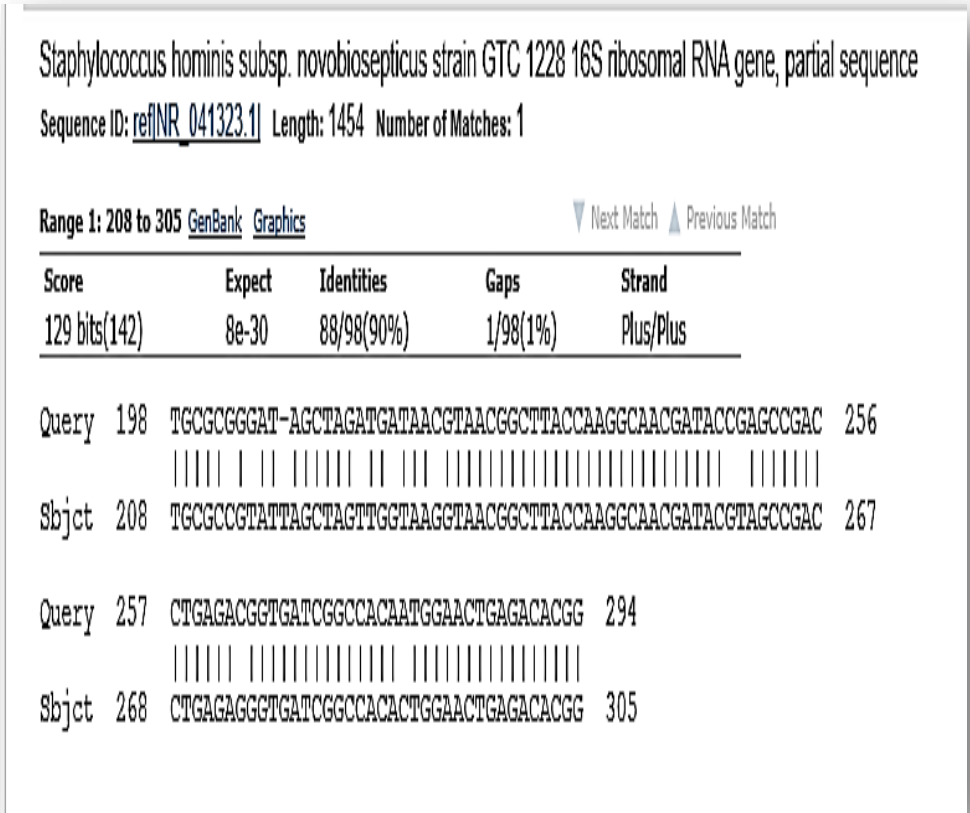 Staphylococcus hominis subsp. novobiosepticus strain GTC 1228 16S ribosomal RNA gene, partial sequence
Sequence ID: ref|NR_041323.1| Length: 1454 Number of Matches: 1
Range 1: 208 to 305 GenBank Graphics Next Match Previous Match
Score Expect Identities Gaps Strand
129 bits(142) 8e-30 88/98(90%) 1/98(1%) Plus/Plus
Query 198 TGCGCGGGAT-AGCTAGATGATAACGTAACGGCTTACCAAGGCAACGATACCGAGCCGAC 256
||||| | || |||||| || ||| ||||||||||||||||||||||||||  |||||||
Sbjct 208 TGCGCCGTATTAGCTAGTTGGTAAGGTAACGGCTTACCAAGGCAACGATACGTAGCCGAC 267
Query 257 CTGAGACGGTGATCGGCCACAATGGAACTGAGACACGG 294
|||||| |||||||||||||| ||||||||||||||||
Sbjct 268 CTGAGAGGGTGATCGGCCACACTGGAACTGAGACACGG 305